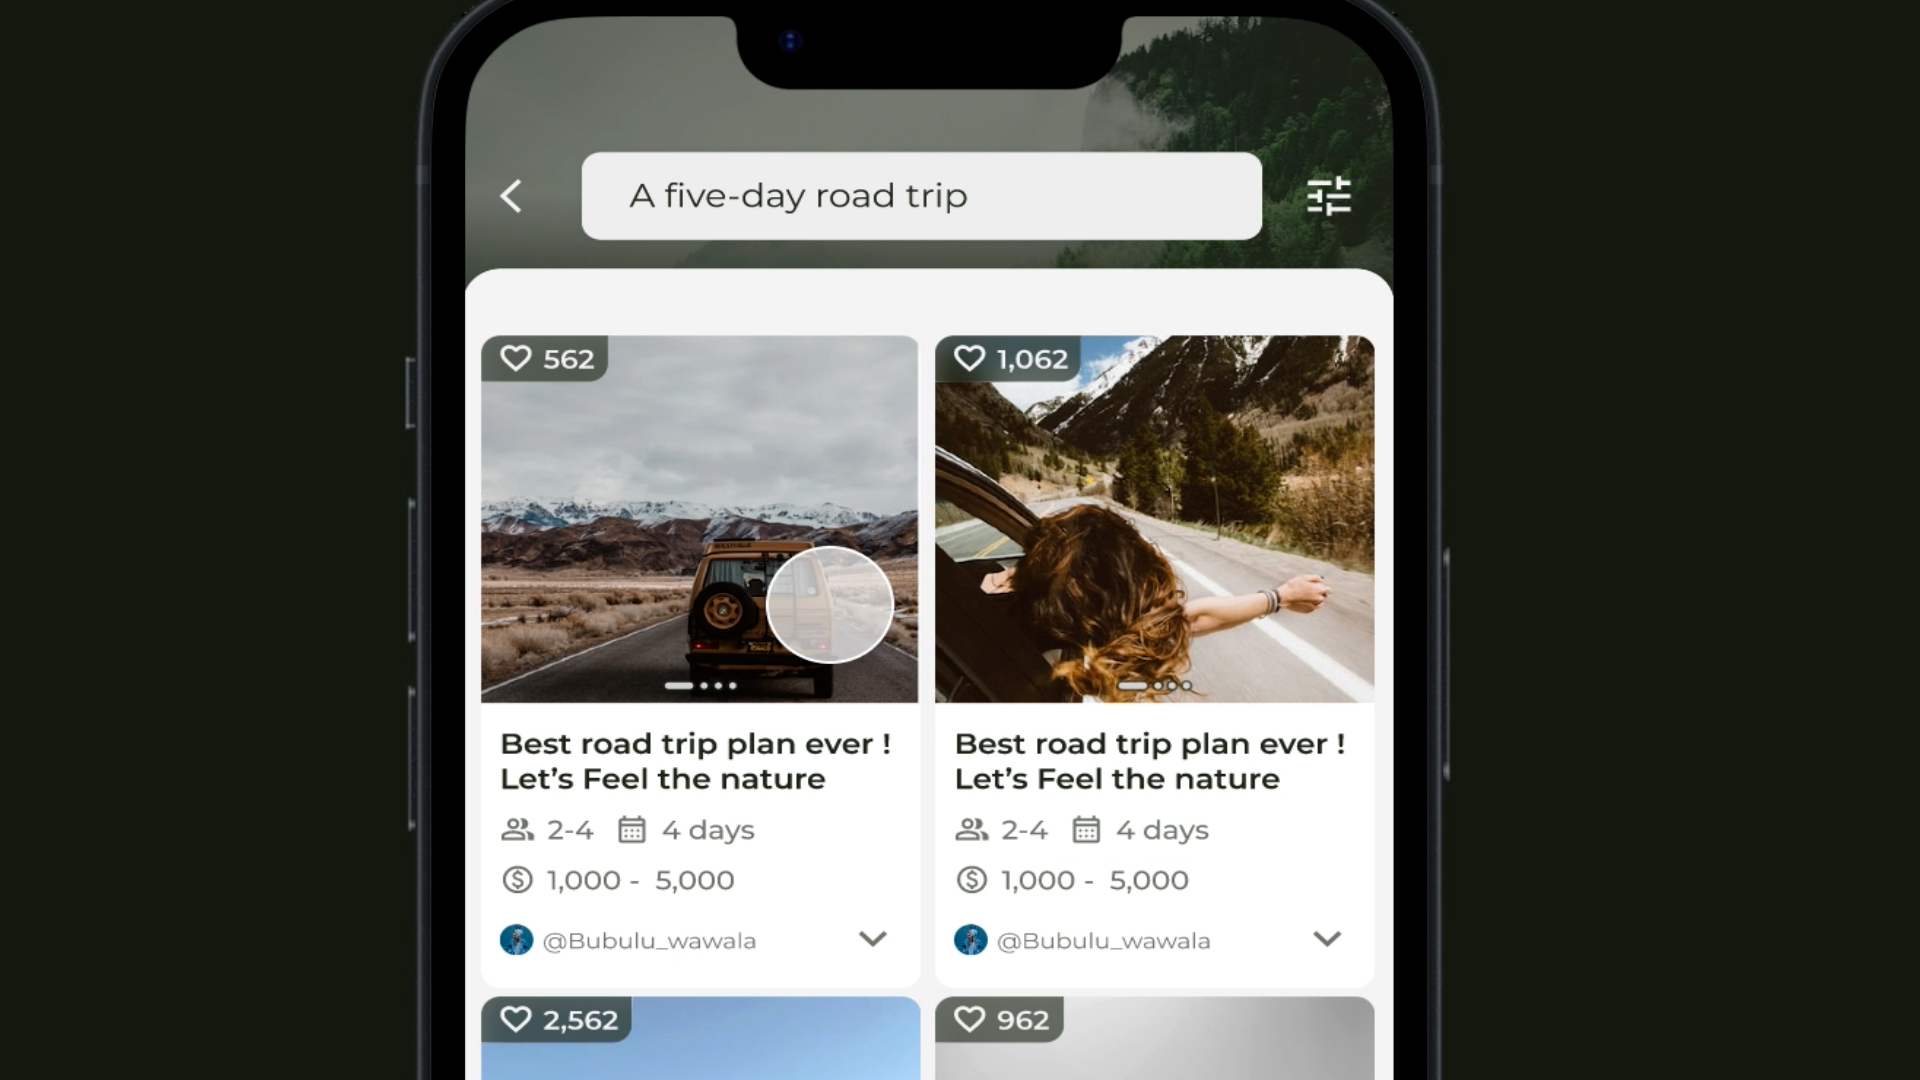 A five-day road trip
562
1,062
Best road trip plan ever !
Let's Feel the nature
2-4 4 days
1,000 - 5,000
@Bubulu_wawala
Best road trip plan ever !
Let's Feel the nature
2-4 4 days
1,000 - 5,000
@Bubulu_wawala
2,562
962